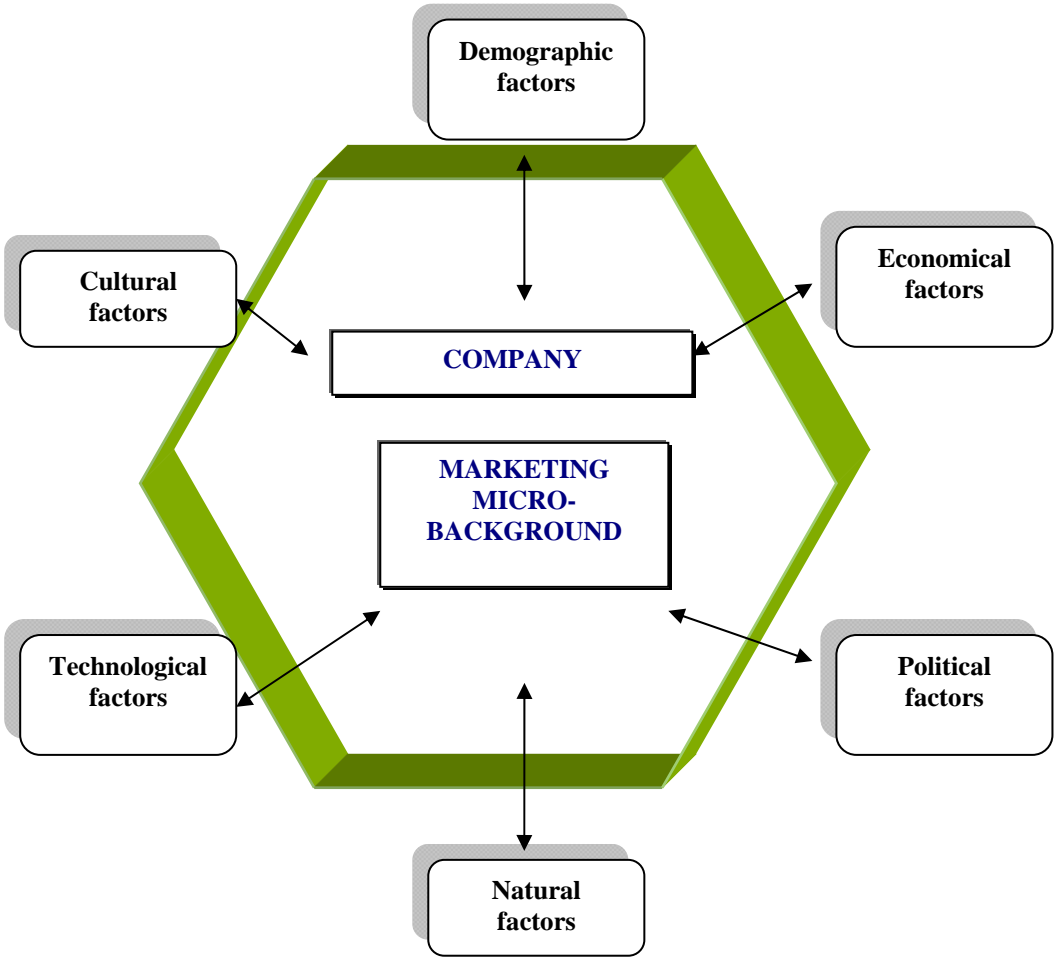 Demographic
factors
Cultural
factors
Economical
factors
COMPANY
MARKETING
MICRO-
BACKGROUND
Technological
factors
Political
factors
Natural
factors